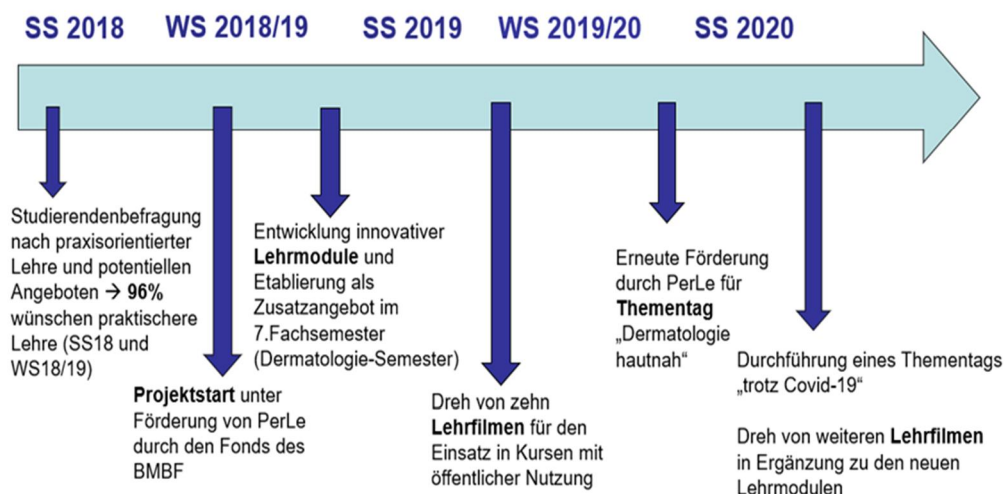 SS 2018
WS 2018/19
SS 2019
WS 2019/20
SS 2020
Studierendenbefragung
nach praxisorientierter
Lehre und potentiellen
Angeboten → 96%
wünschen praktischere
Lehre (SS18 und
WS18/19)
Projektstart unter
Förderung von PerLe
durch den Fonds des
BMBF
Entwicklung innovativer
Lehrmodule und
Etablierung als
Zusatzangebot im
7.Fachsemester
(Dermatologie-Semester)
Dreh von zehn
Lehrfilmen für den
Einsatz in Kursen mit
öffentlicher Nutzung
Erneute Förderung
durch PerLe für
Thementag
„Dermatologie
hautnah“
Durchführung eines Thementags
„trotz Covid-19“
Dreh von weiteren Lehrfilmen
in Ergänzung zu den neuen
Lehrmodulen